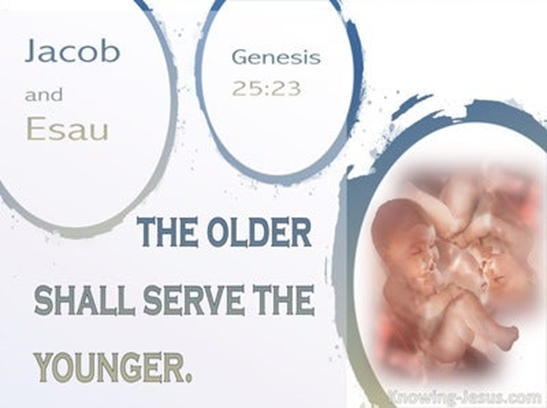 Jacob
and
Esau
Genesis
25:23
THE OLDER
SHALL SERVE THE
YOUNGER.
Knowing-Jesus.com